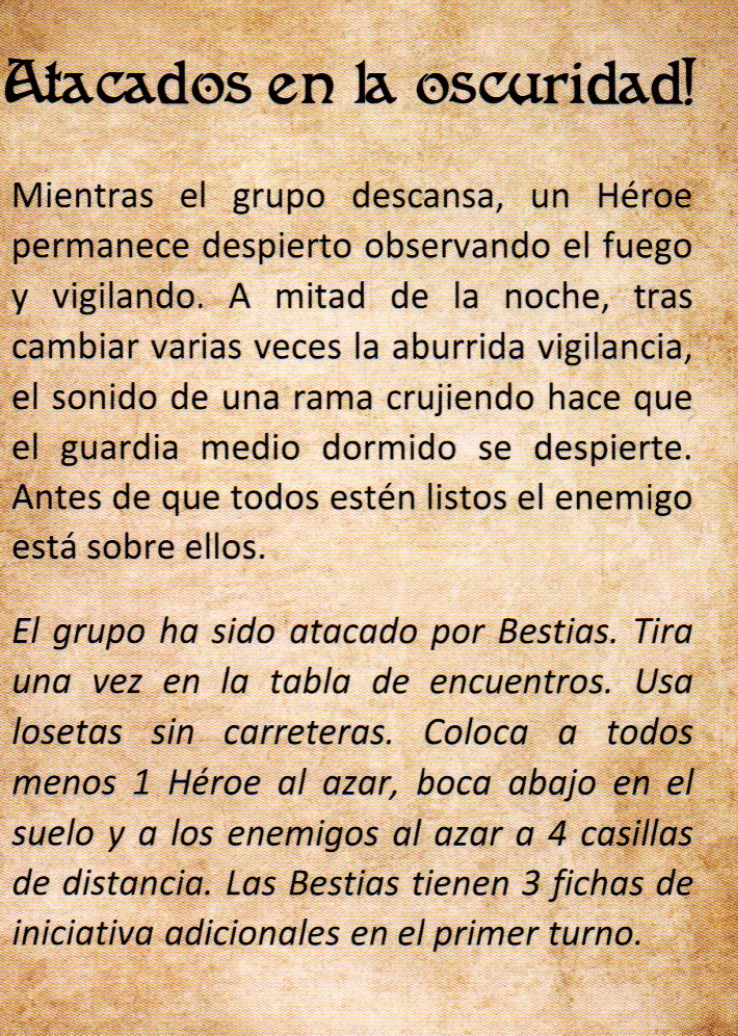 Atacados en la oscuridad!
Mientras el grupo descansa, un Héroe
permanece despierto observando el fuego
y vigilando. A mitad de la noche, tras
cambiar varias veces la aburrida vigilancia,
el sonido de una rama crujiendo hace que
el guardia medio dormido se despierte.
Antes de que todos estén listos el enemigo
está sobre ellos.
El grupo ha sido atacado por Bestias. Tira
una vez en la tabla de encuentros. Usa
losetas sin carreteras. Coloca a todos
menos 1 Héroe al azar, boca abajo en el
suelo y a los enemigos al azar a 4 casillas
de distancia. Las Bestias tienen 3 fichas de
iniciativa adicionales en el primer turno.